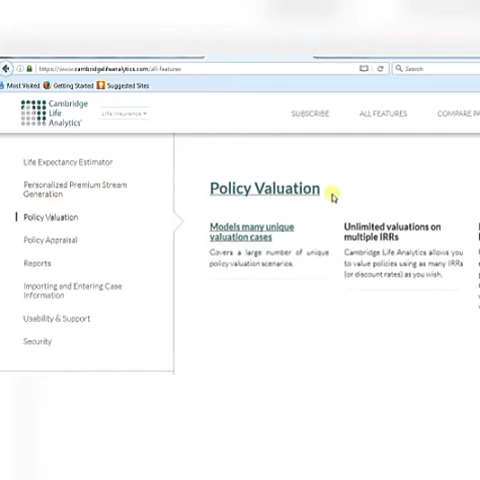 https://www.cambridgelifeanalytics.com/all-features
Search
Most Visited
Getting Started
Suggested Sites
Cambridge
Life
Analytics
Life Insurance
SUBSCRIBE
ALL FEATURES
COMPARE
Life Expectancy Estimator
Personalized Premium Stream
Generation
Policy Valuation
Policy Appraisal
Reports
Importing and Entering Case
Information
Usability & Support
Security
Policy Valuation
Models many unique
valuation cases
Covers a large number of unique
policy valuation scenarios.
Unlimited valuations on
multiple IRRs
Cambridge Life Analytics allows you
to value policies using as many IRRs
(or discount rates) as you wish.